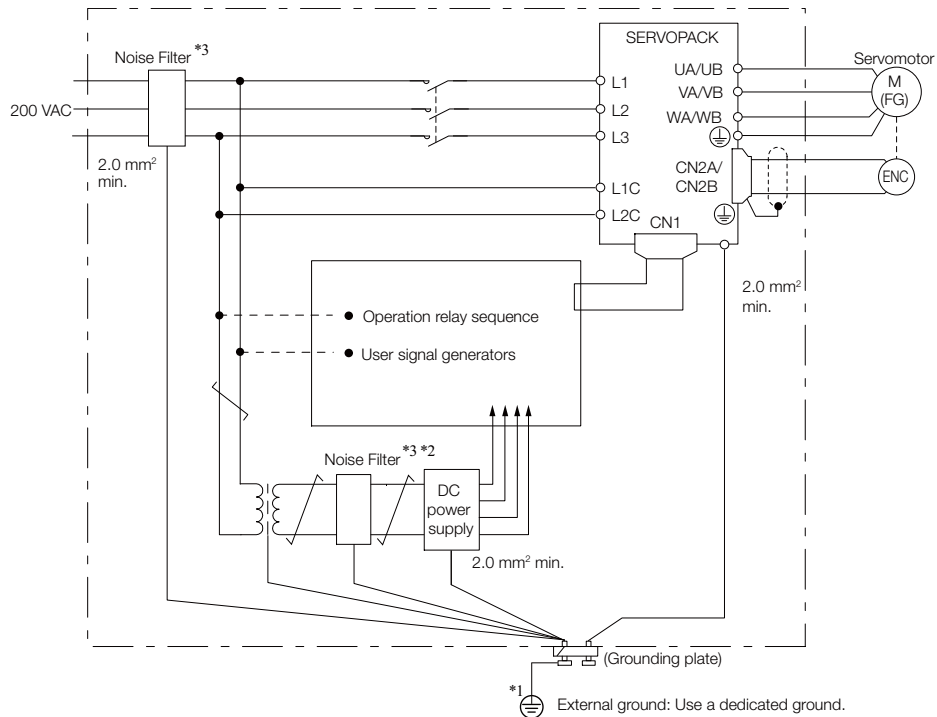 Noise Filter *3
200 VAC
2.0 mm²
min.
SERVOPACK
L1
L2
L3
L1C
L2C
UA/UB
VA/VB
WA/WB
CN2A/
CN2B
CN1
Servomotor
M
(FG)
ENC
2.0 mm²
min.
Operation relay sequence
User signal generators
Noise Filter *3 *2
DC
power
supply
2.0 mm² min.
(Grounding plate)
*1
External ground: Use a dedicated ground.